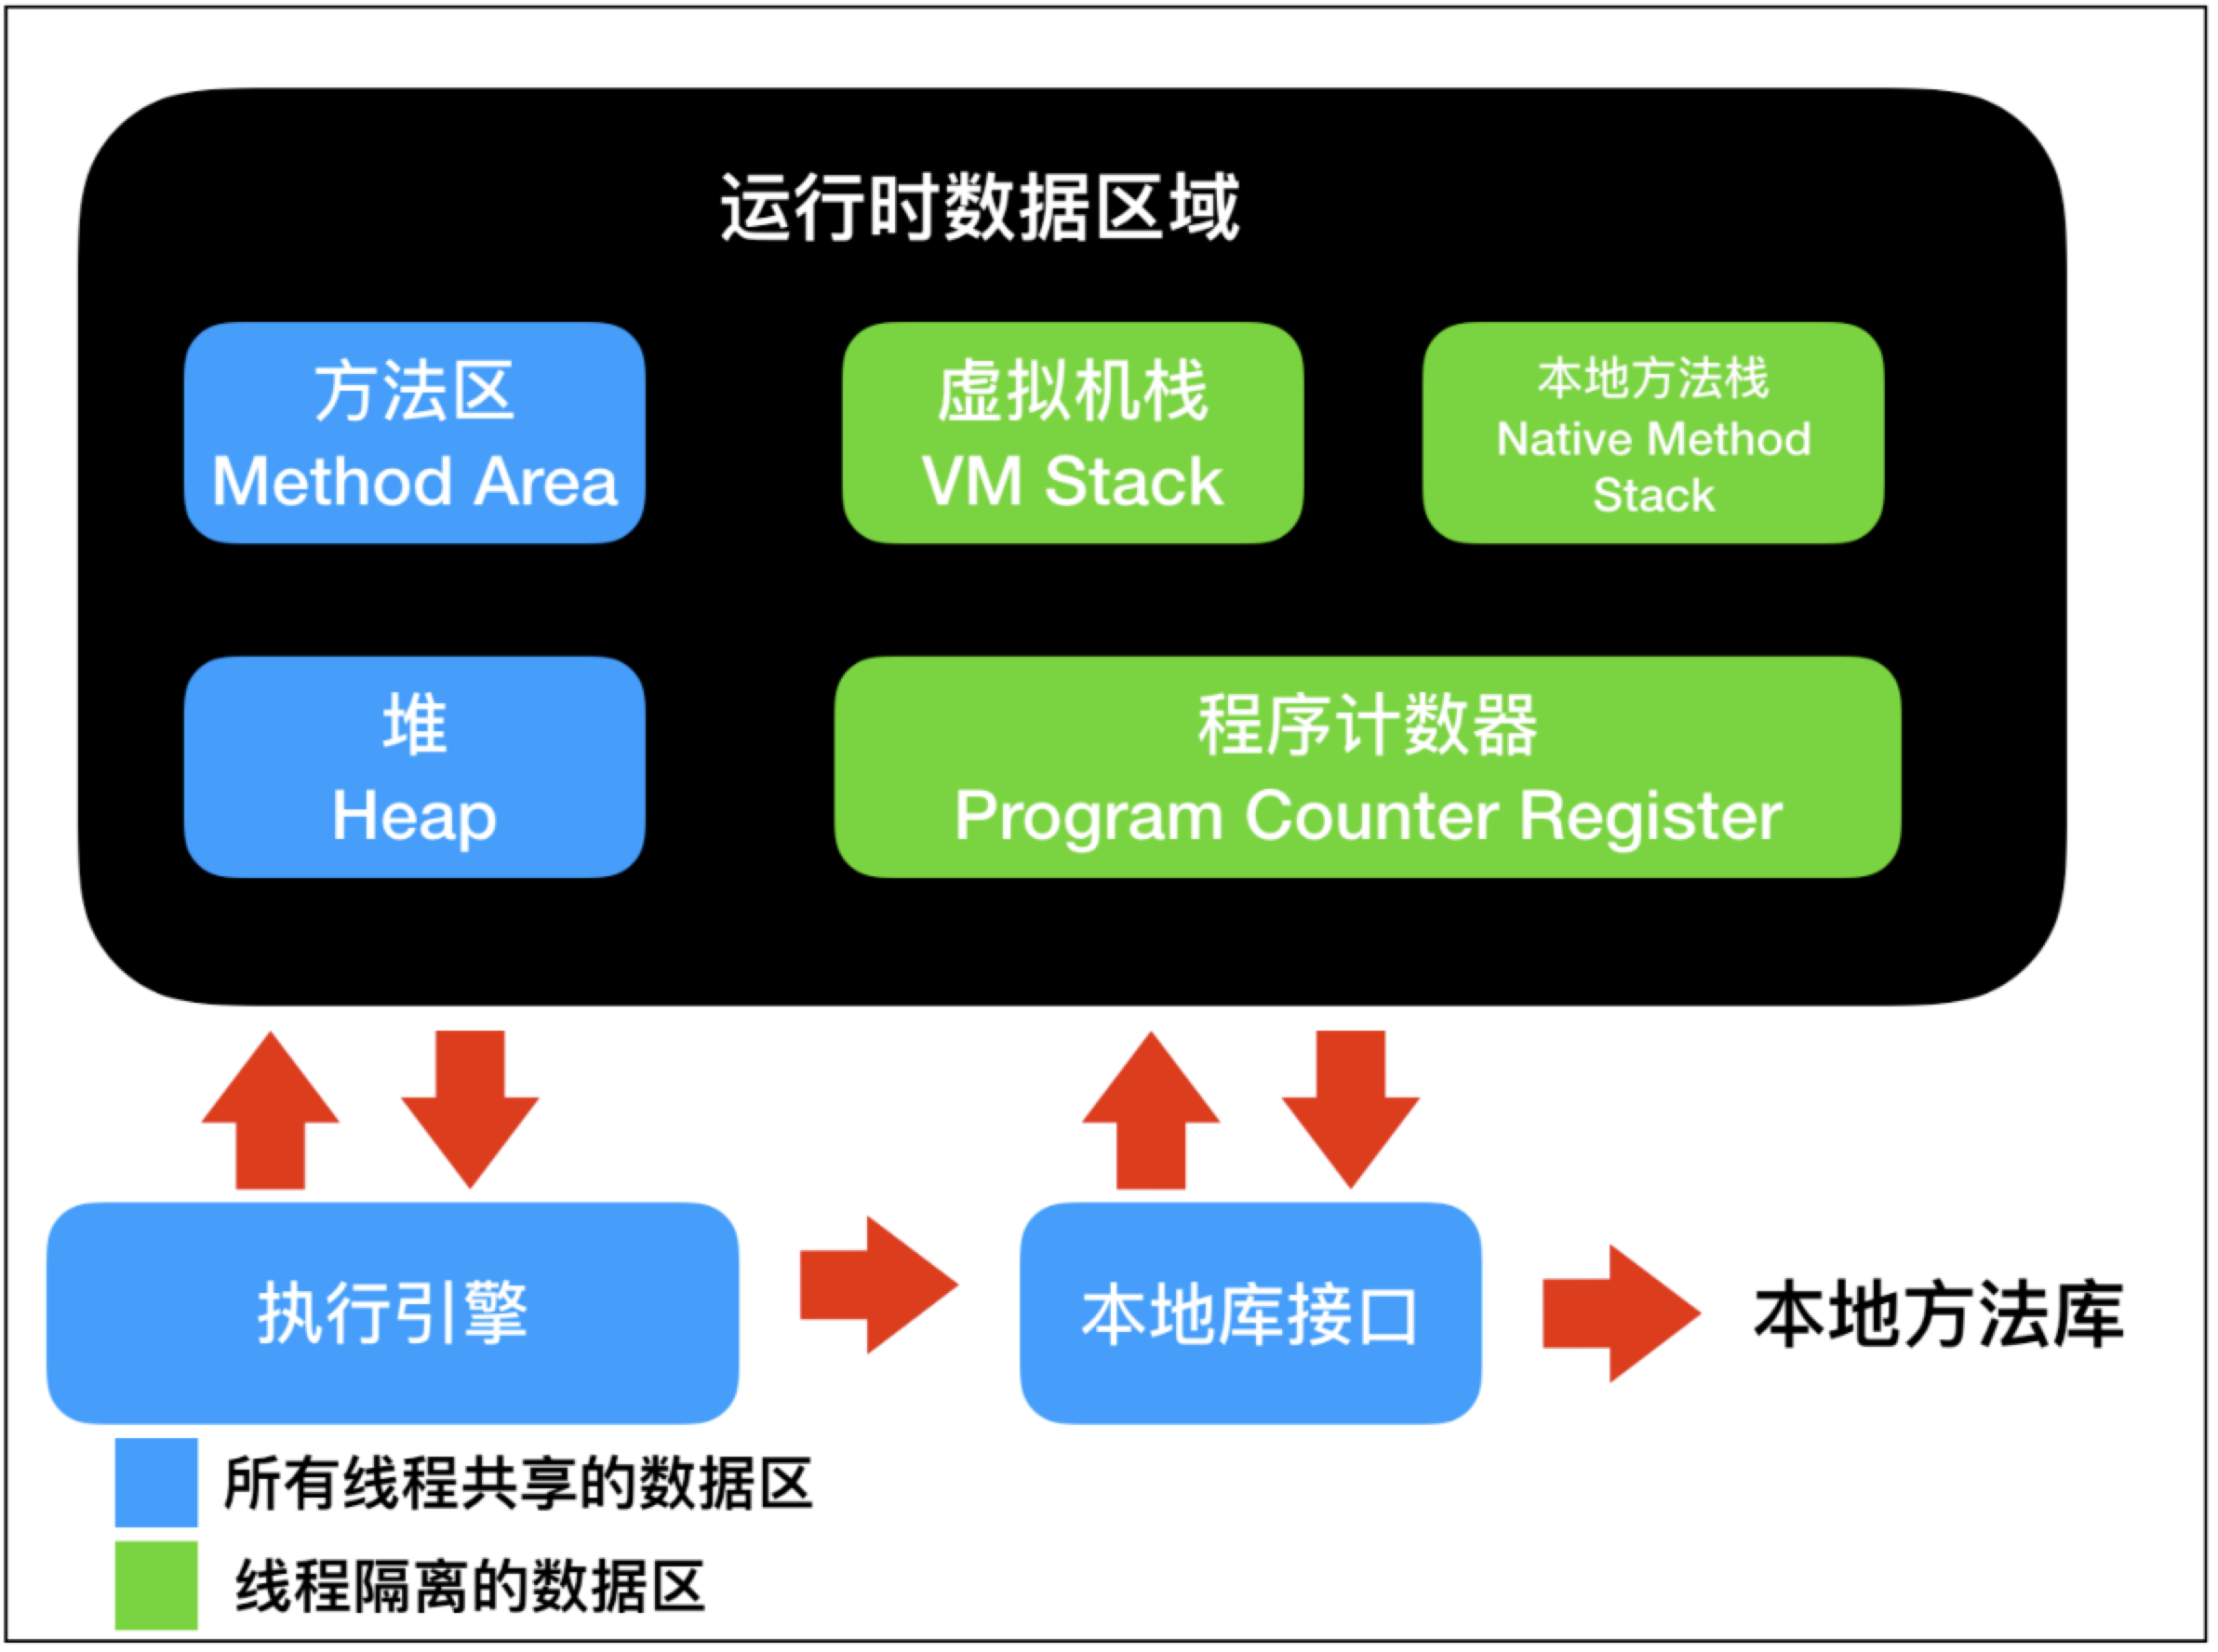 运行时数据区域
方法区
Method Area
虚拟机栈
VM Stack
本地方法栈
Native Method
Stack
堆
Heap
程序计数器
Program Counter Register
执行引擎
本地库接口
本地方法库
所有线程共享的数据区
线程隔离的数据区